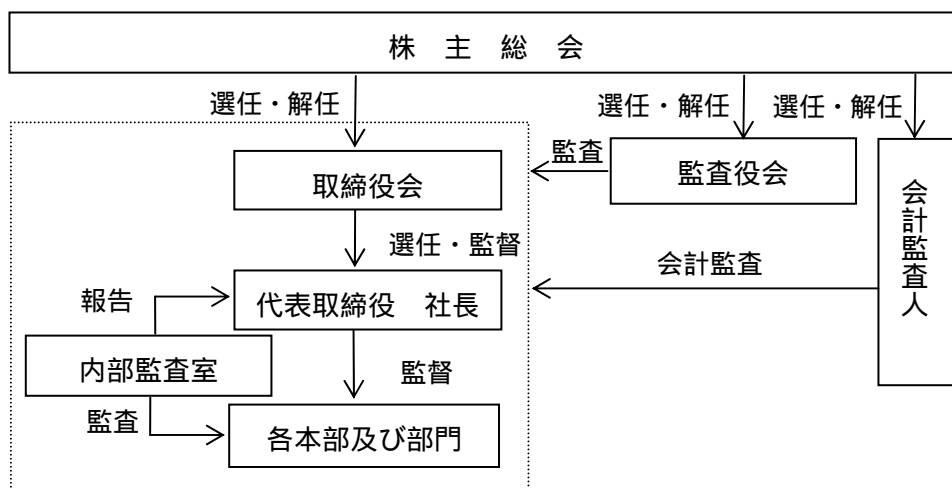 株 主 総 会
選任・解任
選任・解任
選任・解任
監査
取締役会
監査役会
会計監査人
選任・監督
会計監査
報告
代表取締役 社長
内部監査室
監督
監査
各本部及び部門